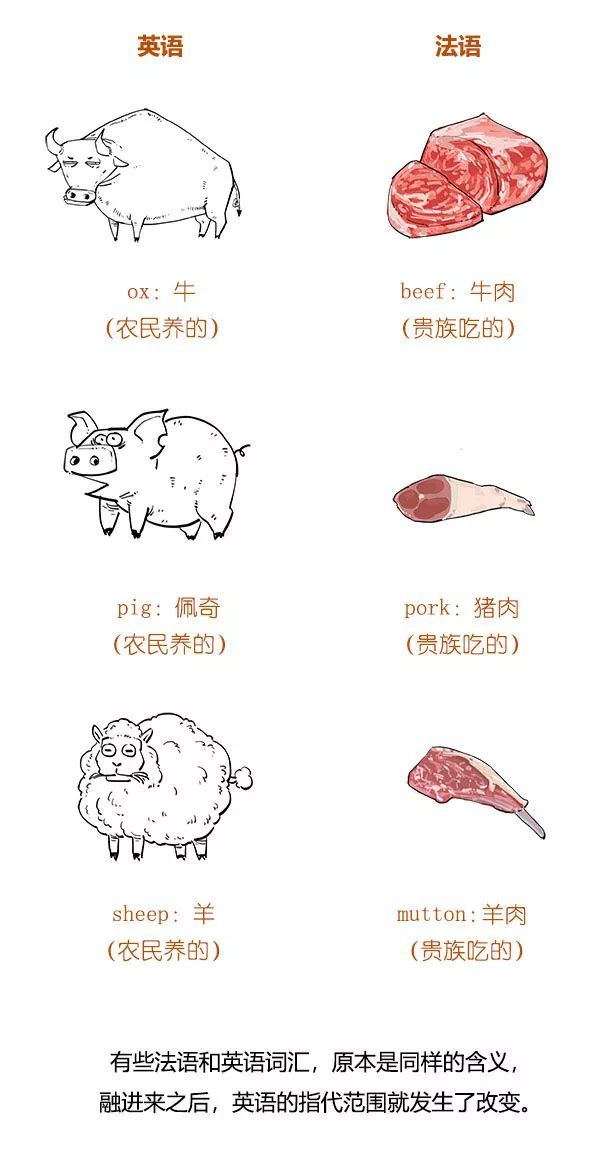 英语 法语
ox: 牛 beef: 牛肉
(农民养的) (贵族吃的)
pig: 佩奇 pork: 猪肉
(农民养的) (贵族吃的)
sheep: 羊 mutton: 羊肉
(农民养的) (贵族吃的)
有些法语和英语词汇，原本是同样的含义，
融进来之后，英语的指代范围就发生了改变。